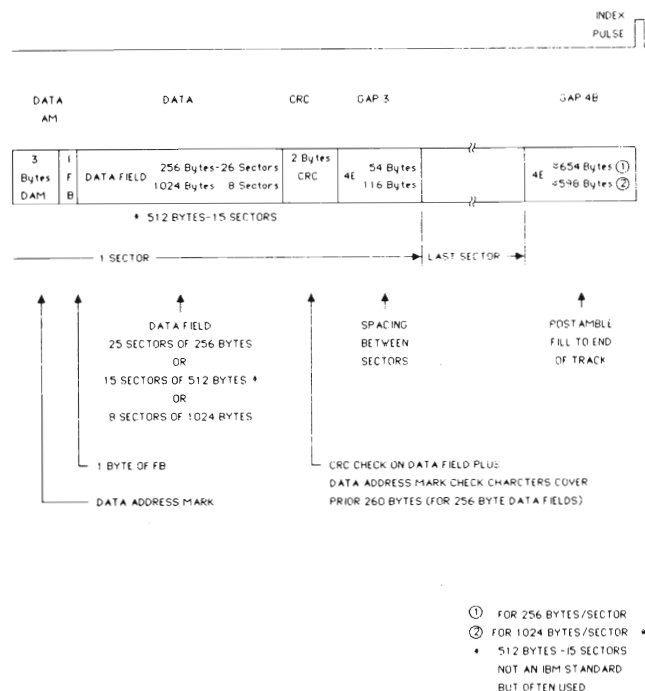 INDEX
PULSE
DATA
AM
DATA
CRC
GAP 3
GAP 4B
3
Bytes
DAM
1
F
B
DATA FIELD
256 Bytes-26 Sectors
1024 Bytes 8 Sectors
2 Bytes
CRC
4E
54 Bytes
116 Bytes
4E
≈654 Bytes ①
≈598 Bytes ②
* 512 BYTES-15 SECTORS
1 SECTOR
LAST SECTOR
DATA FIELD
25 SECTORS OF 256 BYTES
OR
15 SECTORS OF 512 BYTES *
OR
8 SECTORS OF 1024 BYTES
SPACING
BETWEEN
SECTORS
POSTAMBLE
FILL TO END
OF TRACK
1 BYTE OF FB
DATA ADDRESS MARK
CRC CHECK ON DATA FIELD PLUS
DATA ADDRESS MARK CHECK CHARCTERS COVER
PRIOR 260 BYTES (FOR 256 BYTE DATA FIELDS)
① FOR 256 BYTES/SECTOR
② FOR 1024 BYTES/SECTOR *
* 512 BYTES -15 SECTORS
NOT AN IBM STANDARD
BUT OFTEN USED